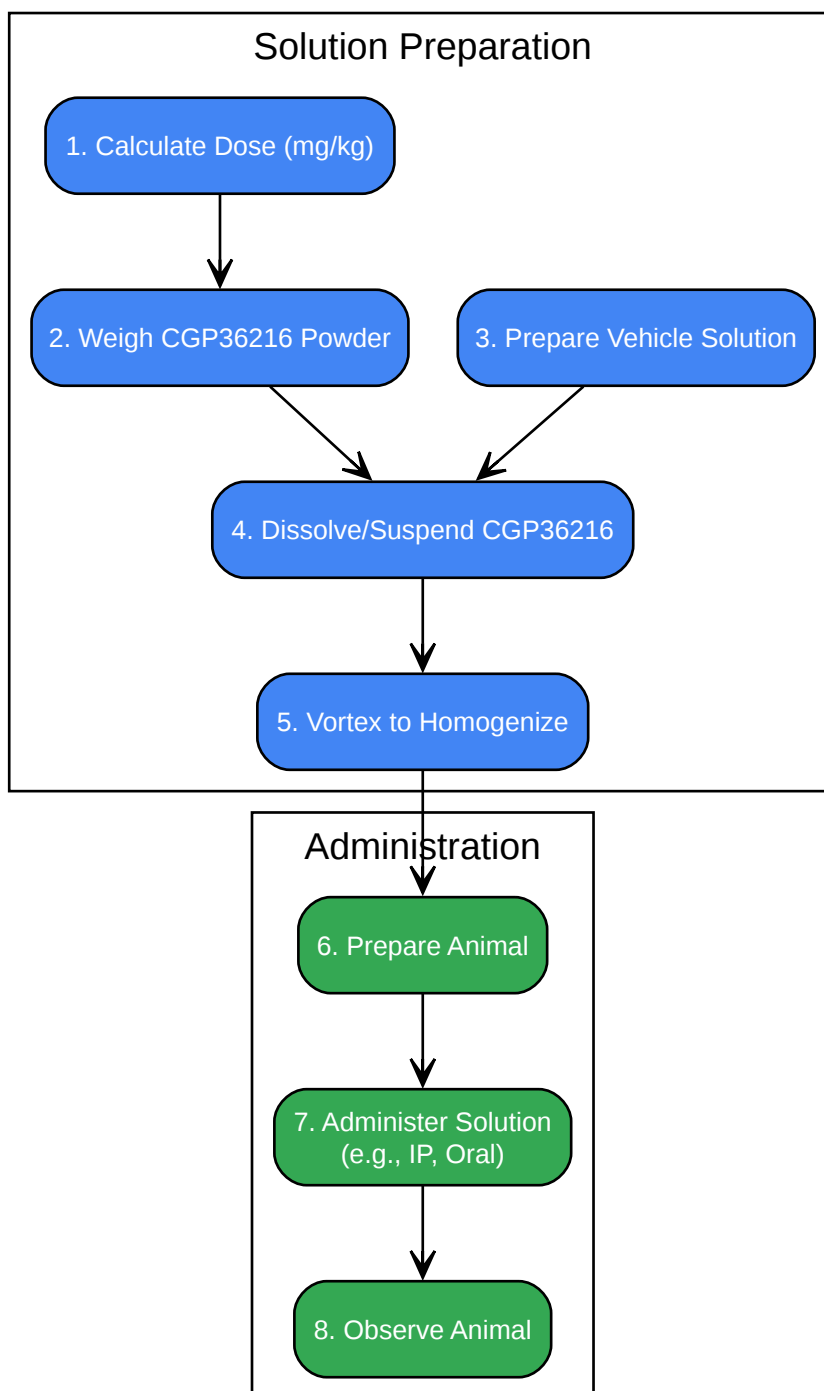 Solution Preparation
1. Calculate Dose (mg/kg)
2. Weigh CGP36216 Powder
3. Prepare Vehicle Solution
4. Dissolve/Suspend CGP36216
5. Vortex to Homogenize
Administration
6. Prepare Animal
7. Administer Solution
(e.g., IP, Oral)
8. Observe Animal